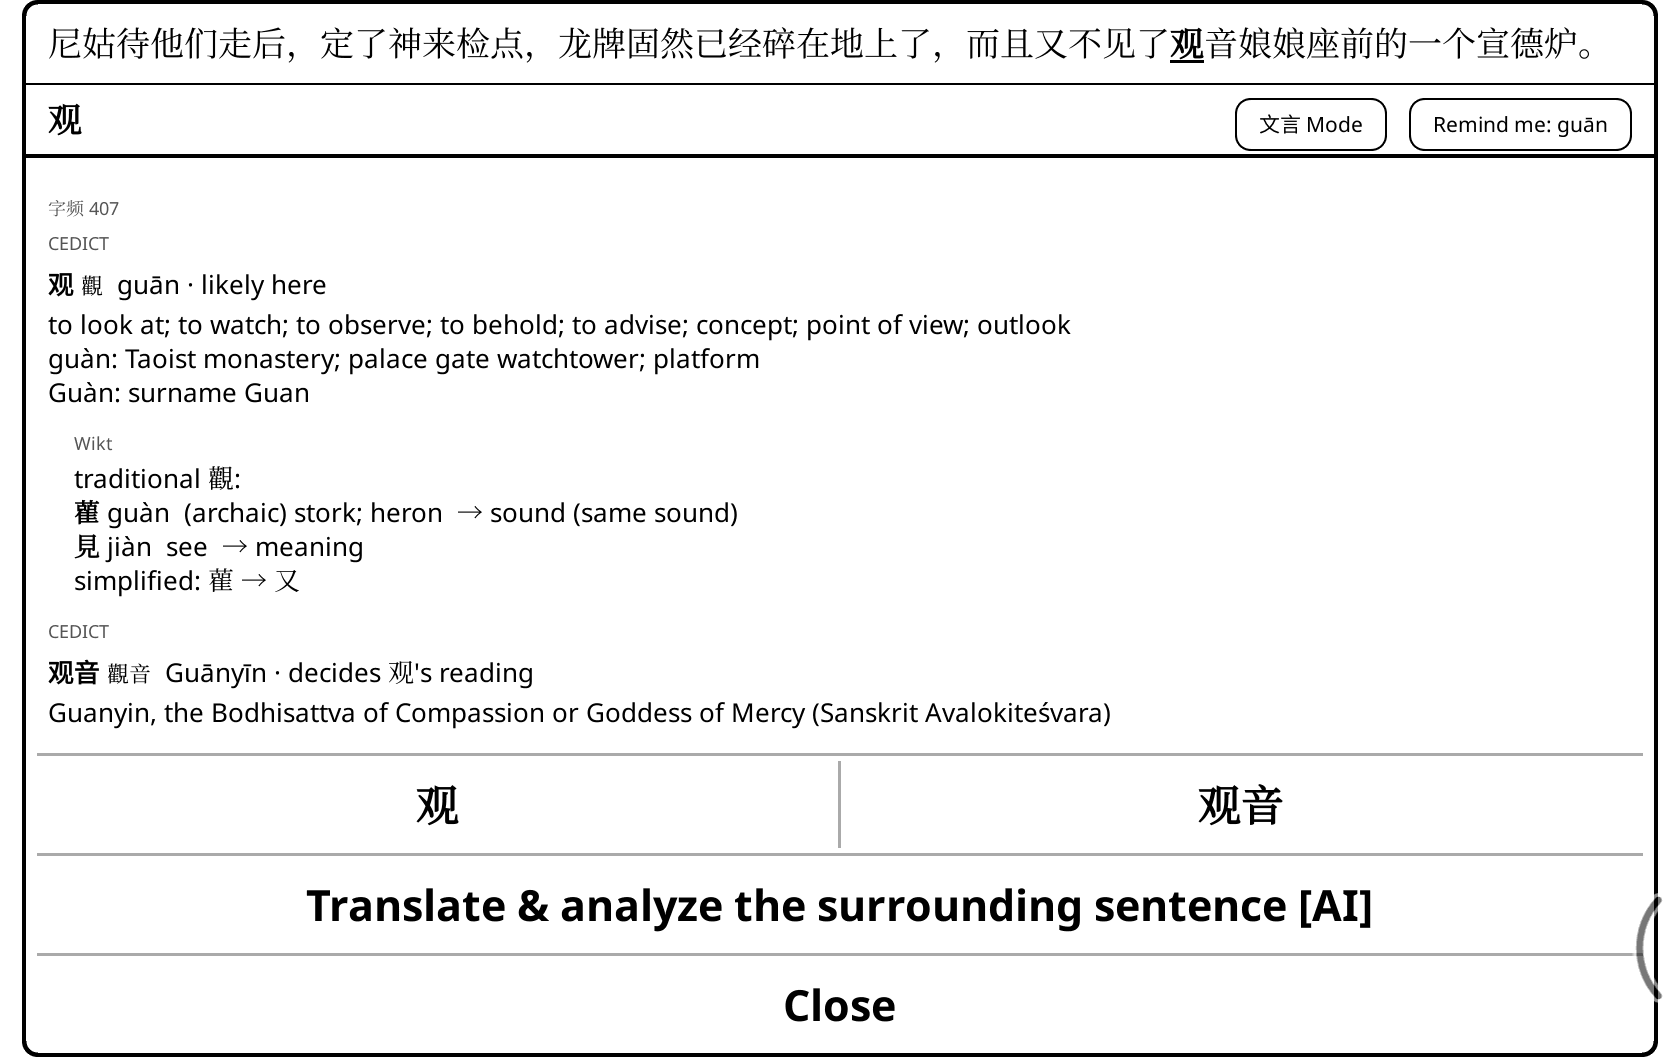 尼姑待他们走后，定了神来检点，龙牌固然已经碎在地上了，而且又不见了观音娘娘座前的一个宣德炉。
观
文言 Mode
Remind me: guān
字频 407
CEDICT
观 觀 guān · likely here
to look at; to watch; to observe; to behold; to advise; concept; point of view; outlook
guàn: Taoist monastery; palace gate watchtower; platform
Guàn: surname Guan
Wikt
traditional 觀:
雚 guàn (archaic) stork; heron → sound (same sound)
見 jiàn see → meaning
simplified: 雚 → 又
CEDICT
观音 觀音 Guānyīn · decides 观's reading
Guanyin, the Bodhisattva of Compassion or Goddess of Mercy (Sanskrit Avalokiteśvara)
观
观音
Translate & analyze the surrounding sentence [AI]
Close